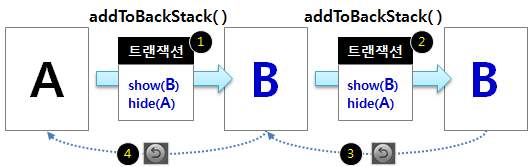 addToBackStack( )
addToBackStack( )
트랜잭션 1
트랜잭션 2
A
show(B)
hide(A)
B
show(B)
hide(A)
B
4
3